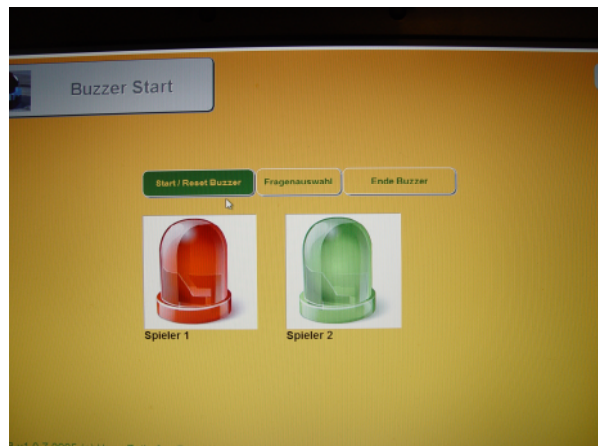 Buzzer Start
Start / Reset Buzzer
Fragenauswahl
Ende Buzzer
Spieler 1
Spieler 2